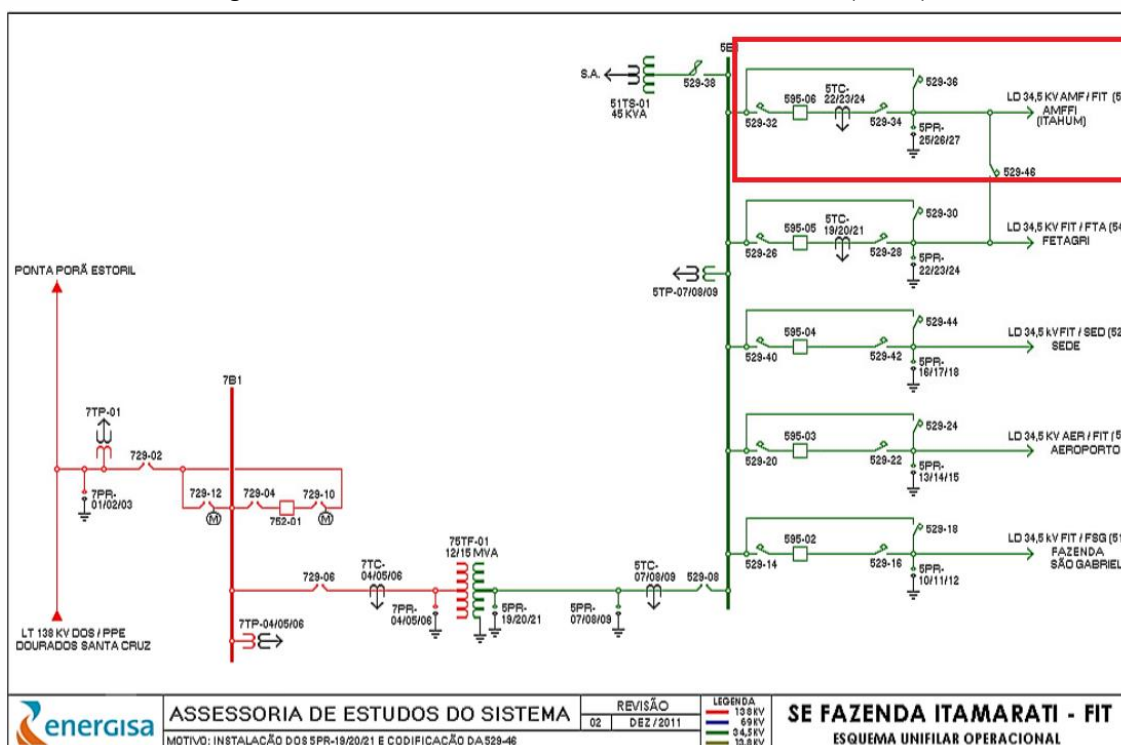 5B
S.A.
529-38
51TS-01
45 KVA
529-36
595-06
5TC-
22/23/24
529-32
529-34
5PR-
25/26/27
LD 34,5 KV AMF / FIT (5
AMFFI
(ITAHUM)
529-46
529-30
595-05
5TC-
19/20/21
529-26
529-28
5PR-
22/23/24
LD 34,5 KV FIT / FTA (5
FETAGRI
5TP-07/08/09
529-44
595-04
529-40
529-42
5PR-
16/17/18
LD 34,5 kV FIT / SED (52
SEDE
529-24
595-03
529-20
529-22
5PR-
13/14/15
LD 34,5 KV AER / FIT (5
AEROPORTO
529-18
595-02
529-14
529-16
5PR-
10/11/12
LD 34,5 kV FIT / FSG (51
FAZENDA
SÃO GABRIEL
PONTA PORÃ ESTORIL
7B1
7TP-01
729-02
7PR-
01/02/03
729-12
M
729-04
752-01
729-10
M
729-06
7TC-
04/05/06
7PR-
04/05/06
75TF-01
12/15 MVA
5PR-
19/20/21
5PR-
07/08/09
5TC-
07/08/09
529-08
7TP-04/05/06
LT 138 KV DOS / PPE
DOURADOS SANTA CRUZ
energisa
ASSESSORIA DE ESTUDOS DO SISTEMA
MOTIVO: INSTALAÇÃO DOS 5PR-19/20/21 E CODIFICAÇÃO DA 529-46
REVISÃO
02 DEZ / 2011
LEGENDA
138KV
69KV
34,5KV
13,8KV
SE FAZENDA ITAMARATI - FIT
ESQUEMA UNIFILAR OPERACIONAL